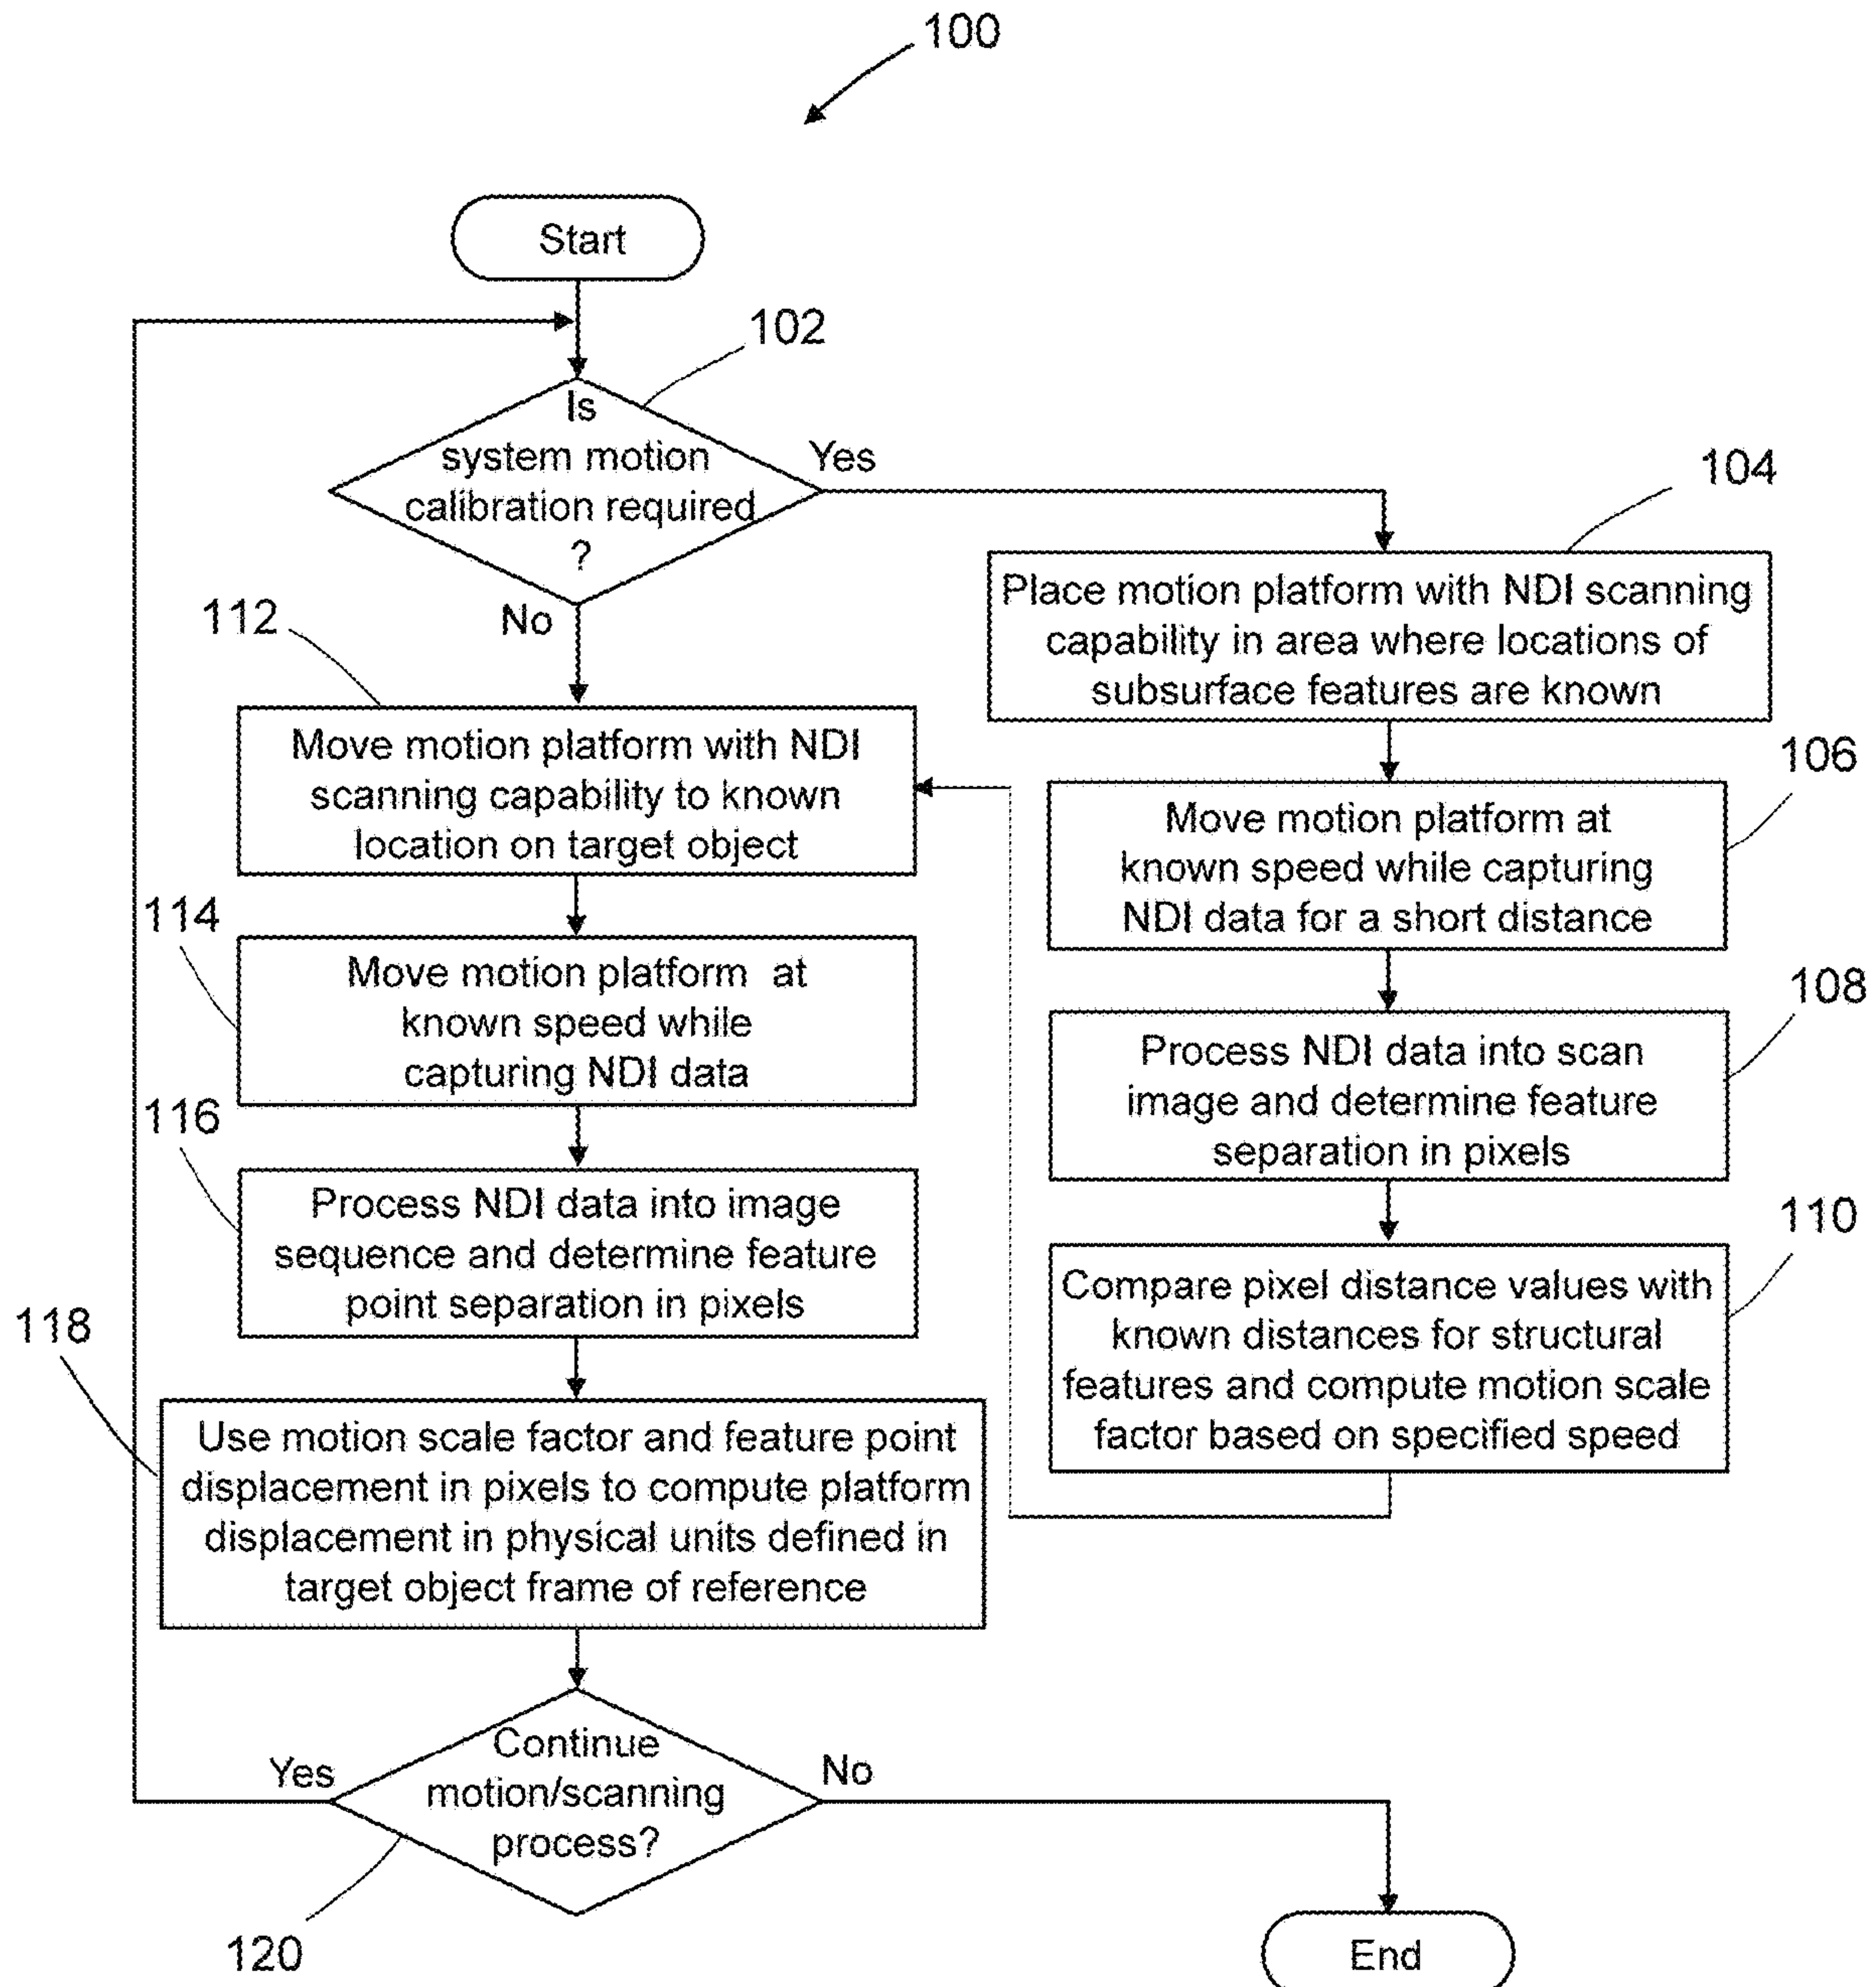 100
Start
102
Is
system motion
calibration required
?
Yes
No
104
Place motion platform with NDI scanning
capability in area where locations of
subsurface features are known
106
Move motion platform at
known speed while capturing
NDI data for a short distance
108
Process NDI data into scan
image and determine feature
separation in pixels
110
Compare pixel distance values with
known distances for structural
features and compute motion scale
factor based on specified speed
112
Move motion platform with NDI
scanning capability to known
location on target object
114
Move motion platform at
known speed while
capturing NDI data
116
Process NDI data into image
sequence and determine feature
point separation in pixels
118
Use motion scale factor and feature point
displacement in pixels to compute platform
displacement in physical units defined in
target object frame of reference
Continue
motion/scanning
process?
Yes
No
120
End